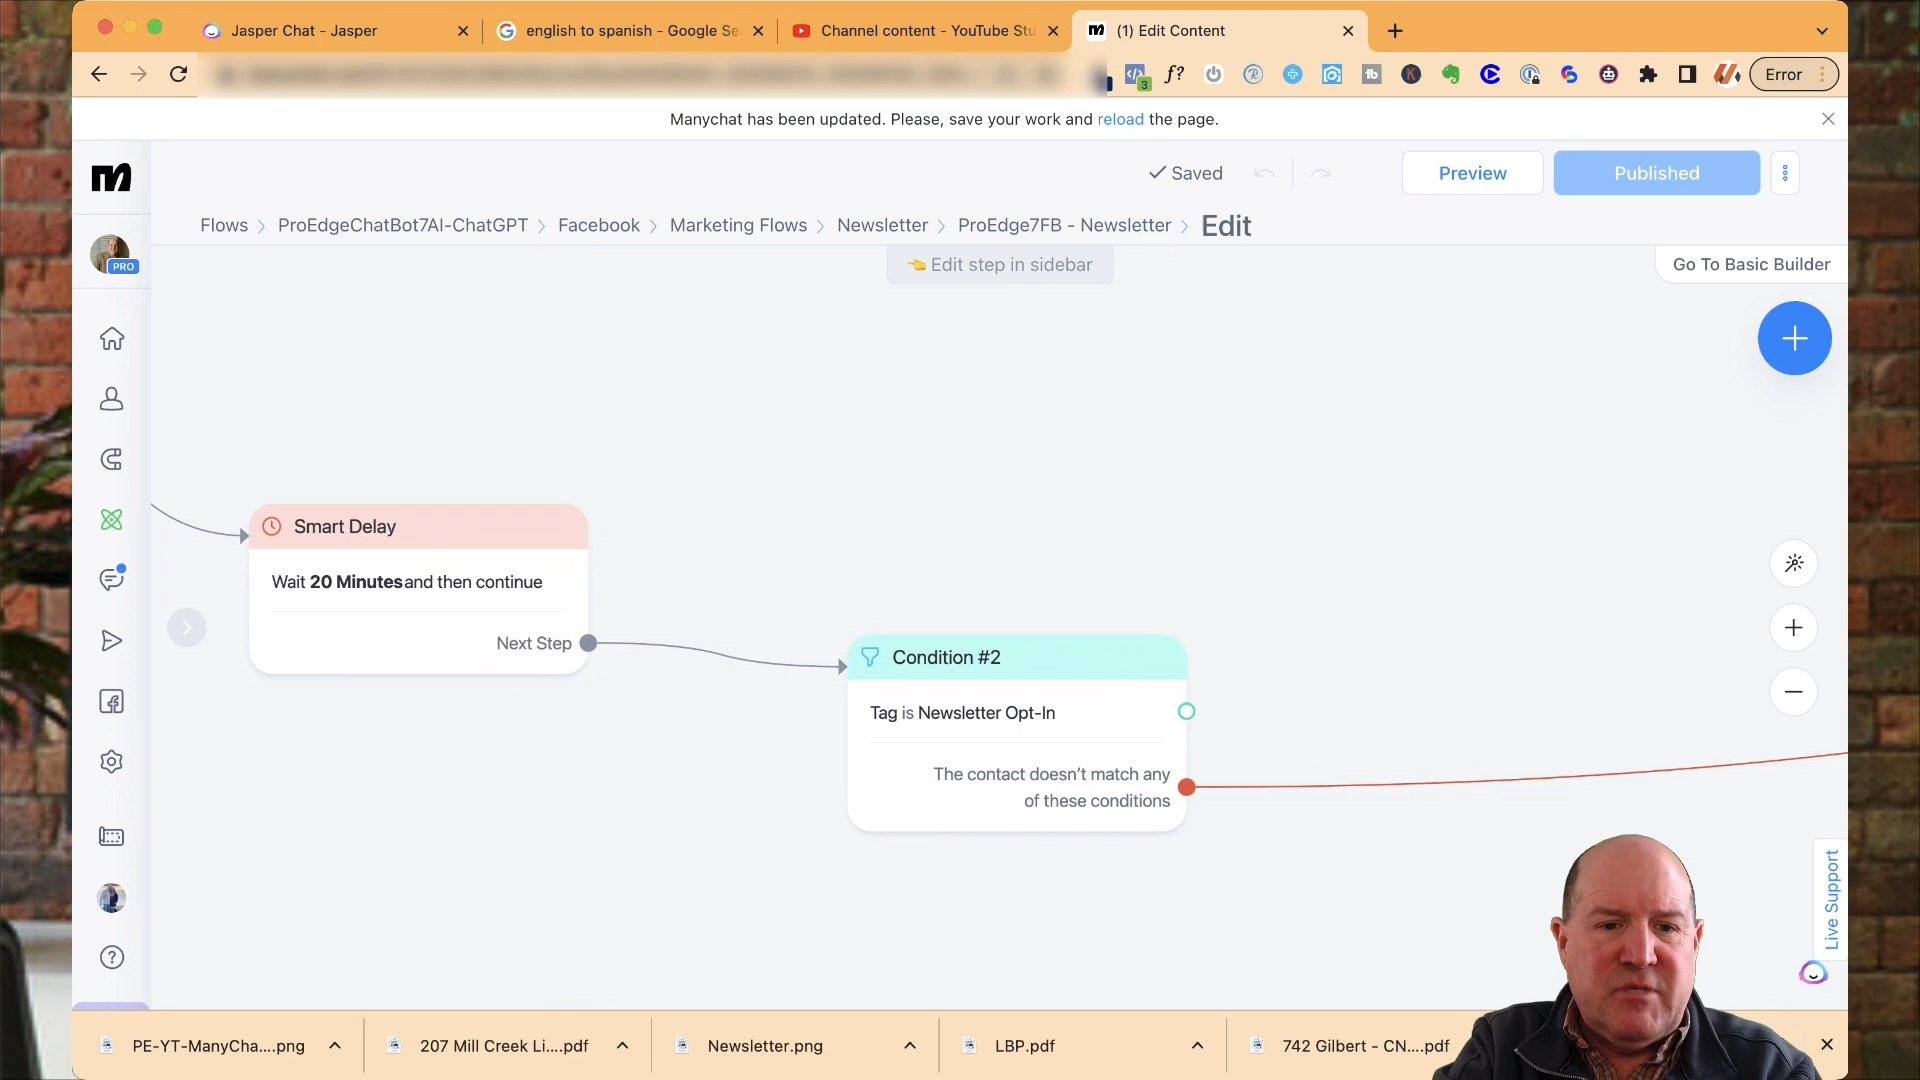 Jasper Chat - Jasper
english to spanish - Google Se
Channel content - YouTube Stu
(1) Edit Content
3
f?
tb
K
Error
Manychat has been updated. Please, save your work and reload the page.
Saved
Preview
Published
PRO
Flows
ProEdgeChatBot7AI-ChatGPT
Facebook
Marketing Flows
Newsletter
ProEdge7FB - Newsletter
Edit
Edit step in sidebar
Go To Basic Builder
Smart Delay
Wait 20 Minutesand then continue
Next Step
Condition #2
Tag is Newsletter Opt-In
The contact doesn't match any
of these conditions
Live Support
PE-YT-ManyCha....png
207 Mill Creek Li....pdf
Newsletter.png
LBP.pdf
742 Gilbert - CN....pdf